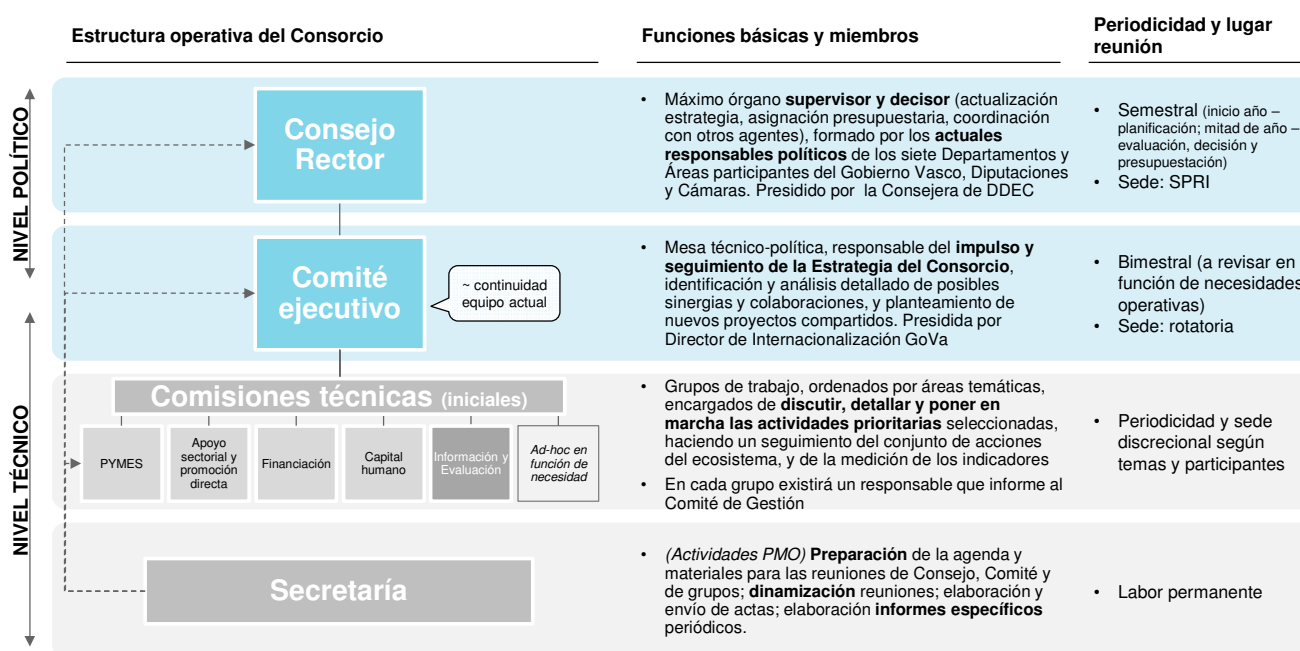 Estructura operativa del Consorcio
Funciones básicas y miembros
Periodicidad y lugar
reunión
NIVEL POLÍTICO
Consejo
Rector
• Máximo órgano supervisor y decisor (actualización
estrategia, asignación presupuestaria, coordinación
con otros agentes), formado por los actuales
responsables políticos de los siete Departamentos y
Áreas participantes del Gobierno Vasco, Diputaciones
y Cámaras. Presidido por la Consejera de DDEC
• Semestral (inicio año –
planificación; mitad de año –
evaluación, decisión y
presupuestación)
• Sede: SPRI
Comité
ejecutivo
~ continuidad
equipo actual
• Mesa técnico-política, responsable del impulso y
seguimiento de la Estrategia del Consorcio,
identificación y análisis detallado de posibles
sinergias y colaboraciones, y planteamiento de
nuevos proyectos compartidos. Presidida por
Director de Internacionalización GoVa
• Bimestral (a revisar en
función de necesidades
operativas)
• Sede: rotatoria
NIVEL TÉCNICO
Comisiones técnicas (iniciales)
PYMES
Apoyo
sectorial y
promoción
directa
Financiación
Capital
humano
Información y
Evaluación
Ad-hoc en
función de
necesidad
• Grupos de trabajo, ordenados por áreas temáticas,
encargados de discutir, detallar y poner en
marcha las actividades prioritarias seleccionadas,
haciendo un seguimiento del conjunto de acciones
del ecosistema, y de la medición de los indicadores
• En cada grupo existirá un responsable que informe al
Comité de Gestión
• Periodicidad y sede
discrecional según
temas y participantes
Secretaría
• (Actividades PMO) Preparación de la agenda y
materiales para las reuniones de Consejo, Comité y
de grupos; dinamización reuniones; elaboración y
envío de actas; elaboración informes específicos
periódicos.
• Labor permanente